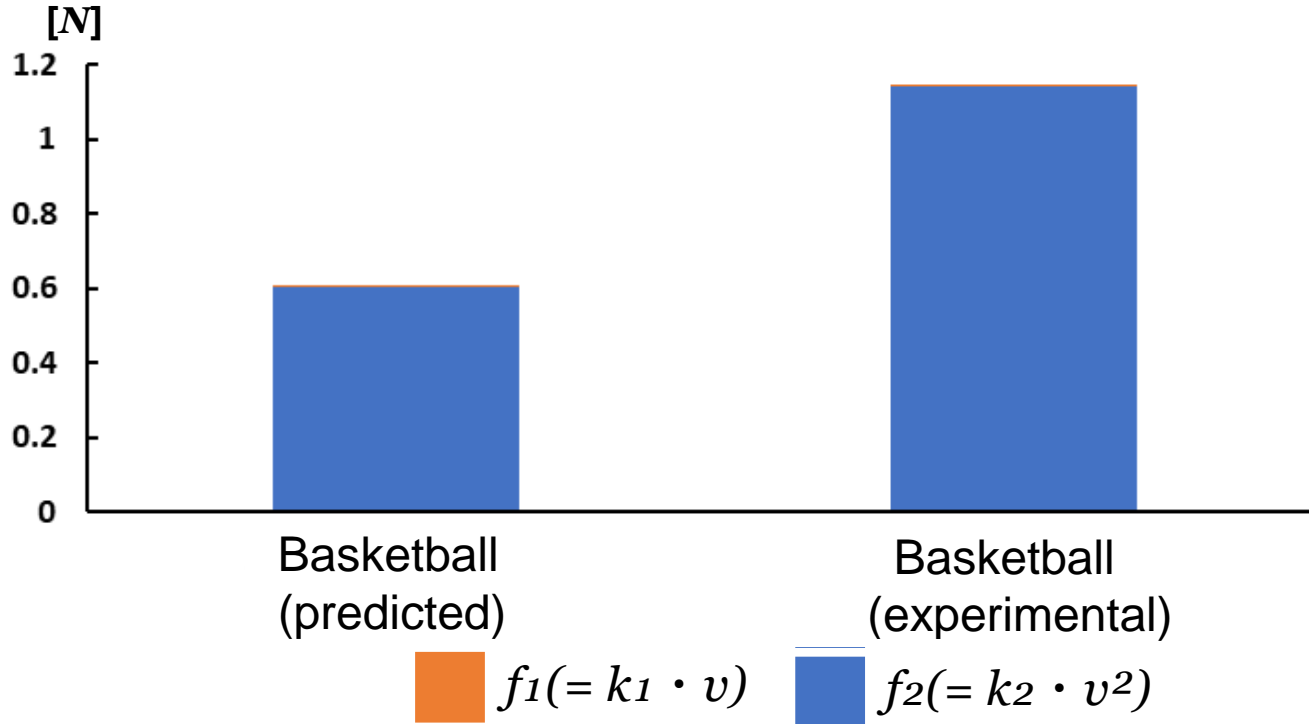 [N]
1.2
1
0.8
0.6
0.4
0.2
0
Basketball
(predicted)
Basketball
(experimental)
f1(= k1・v)
f2(= k2・v²)